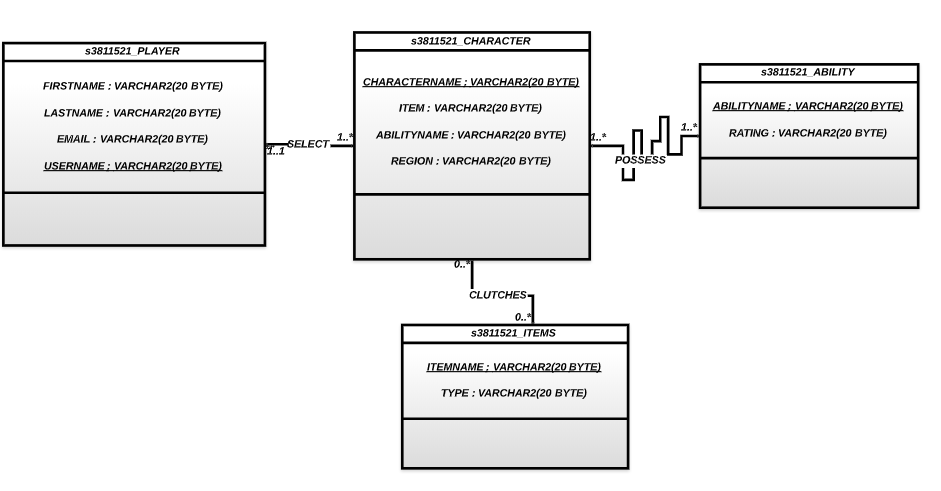 s3811521_PLAYER
FIRSTNAME : VARCHAR2(20 BYTE)
LASTNAME : VARCHAR2(20 BYTE)
EMAIL : VARCHAR2(20 BYTE)
USERNAME : VARCHAR2(20 BYTE)
1..1
SELECT
1..*
s3811521_CHARACTER
CHARACTERNAME : VARCHAR2(20 BYTE)
ITEM : VARCHAR2(20 BYTE)
ABILITYNAME : VARCHAR2(20 BYTE)
REGION : VARCHAR2(20 BYTE)
1..*
POSSESS
1..*
s3811521_ABILITY
ABILITYNAME : VARCHAR2(20 BYTE)
RATING : VARCHAR2(20 BYTE)
0..*
CLUTCHES
0..*
s3811521_ITEMS
ITEMNAME : VARCHAR2(20 BYTE)
TYPE : VARCHAR2(20 BYTE)